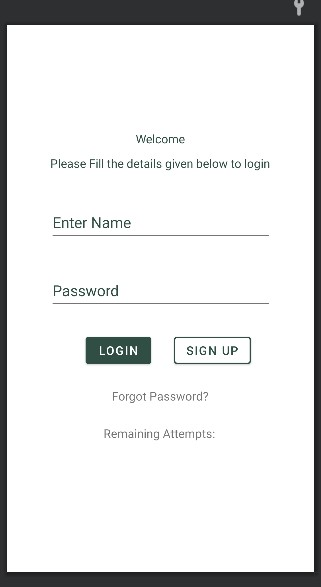 Welcome
Please Fill the details given below to login
Enter Name
Password
LOGIN SIGN UP
Forgot Password?
Remaining Attempts: